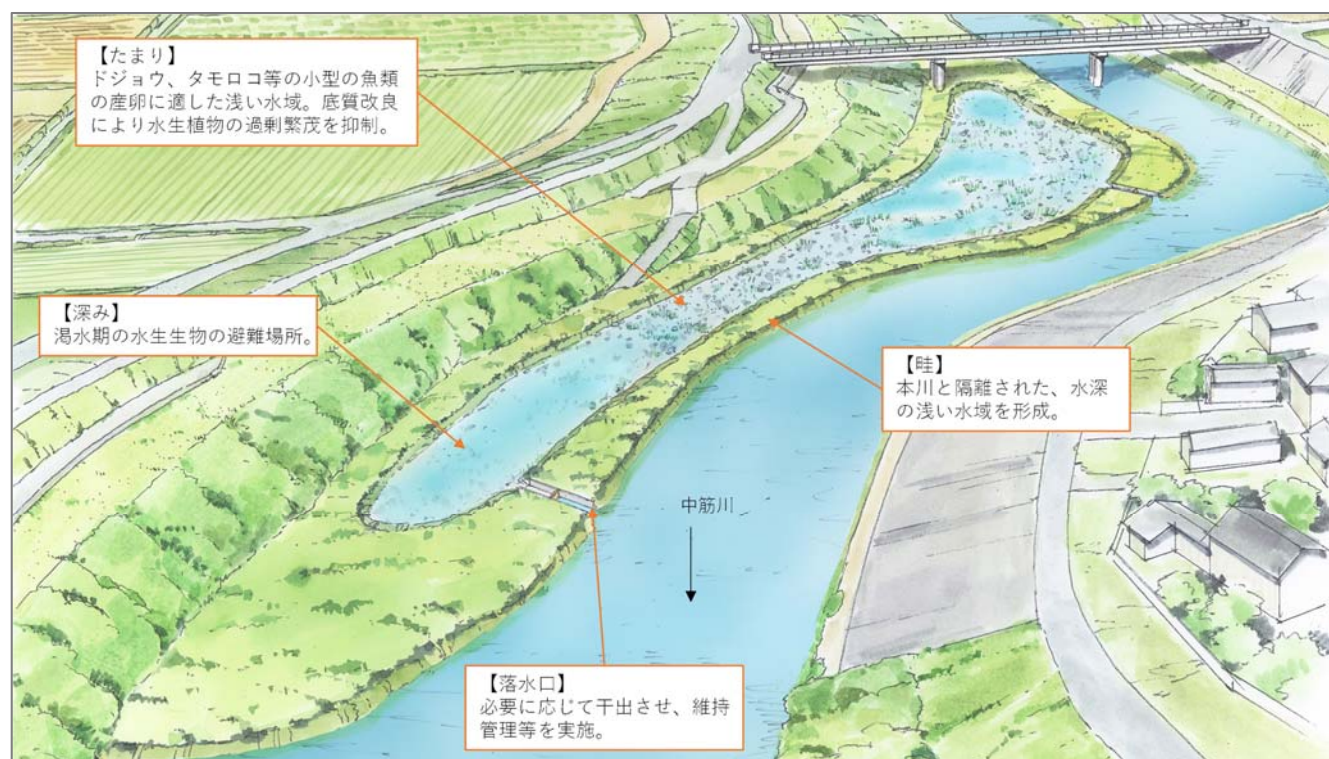 【たまり】
ドジョウ、タモロコ等の小型の魚類
の産卵に適した浅い水域。底質改良
により水生植物の過剰繁茂を抑制。
【深み】
渇水期の水生生物の避難場所。
【畦】
本川と隔離された、水深
の浅い水域を形成。
中筋川
【落水口】
必要に応じて干出させ、維持
管理等を実施。